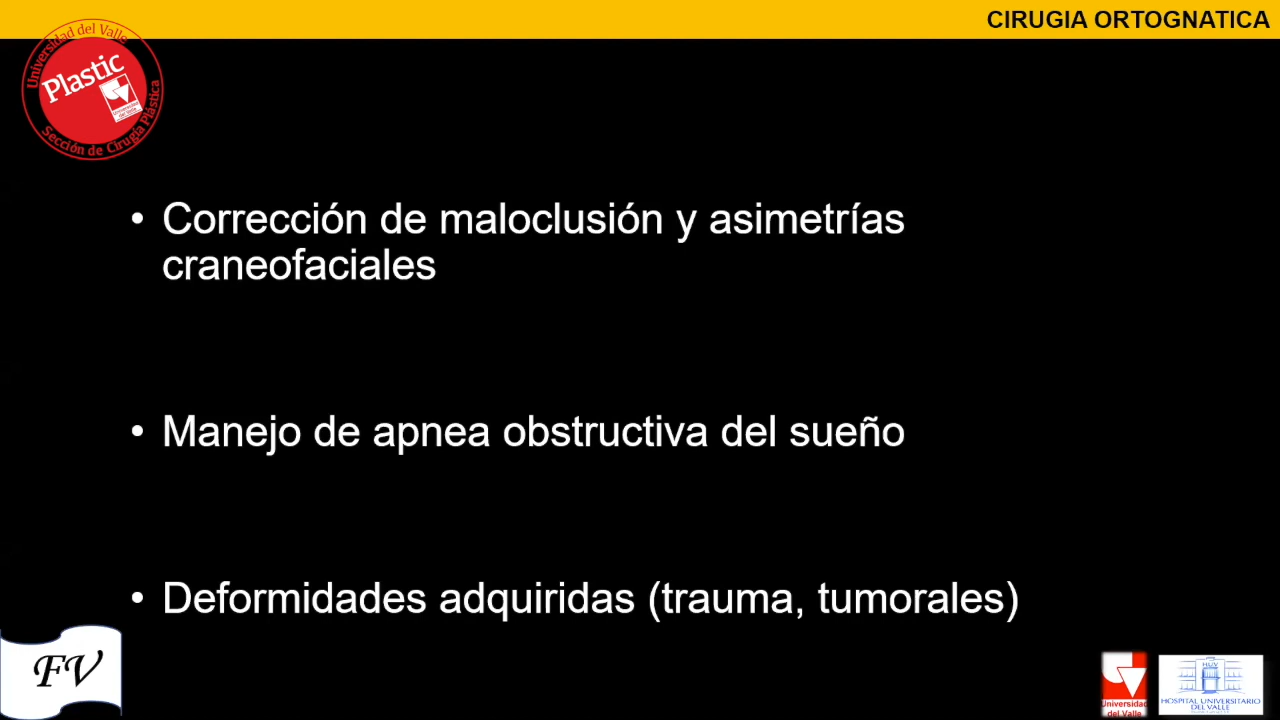 CIRUGIA ORTOGNATICA
Universidad del Valle
Plastic
Sección de Cirugía Plástica
• Corrección de maloclusión y asimetrías
craneofaciales
• Manejo de apnea obstructiva del sueño
• Deformidades adquiridas (trauma, tumorales)
FV
Universidad
del Valle
HUV
HOSPITAL UNIVERSITARIO
DEL VALLE